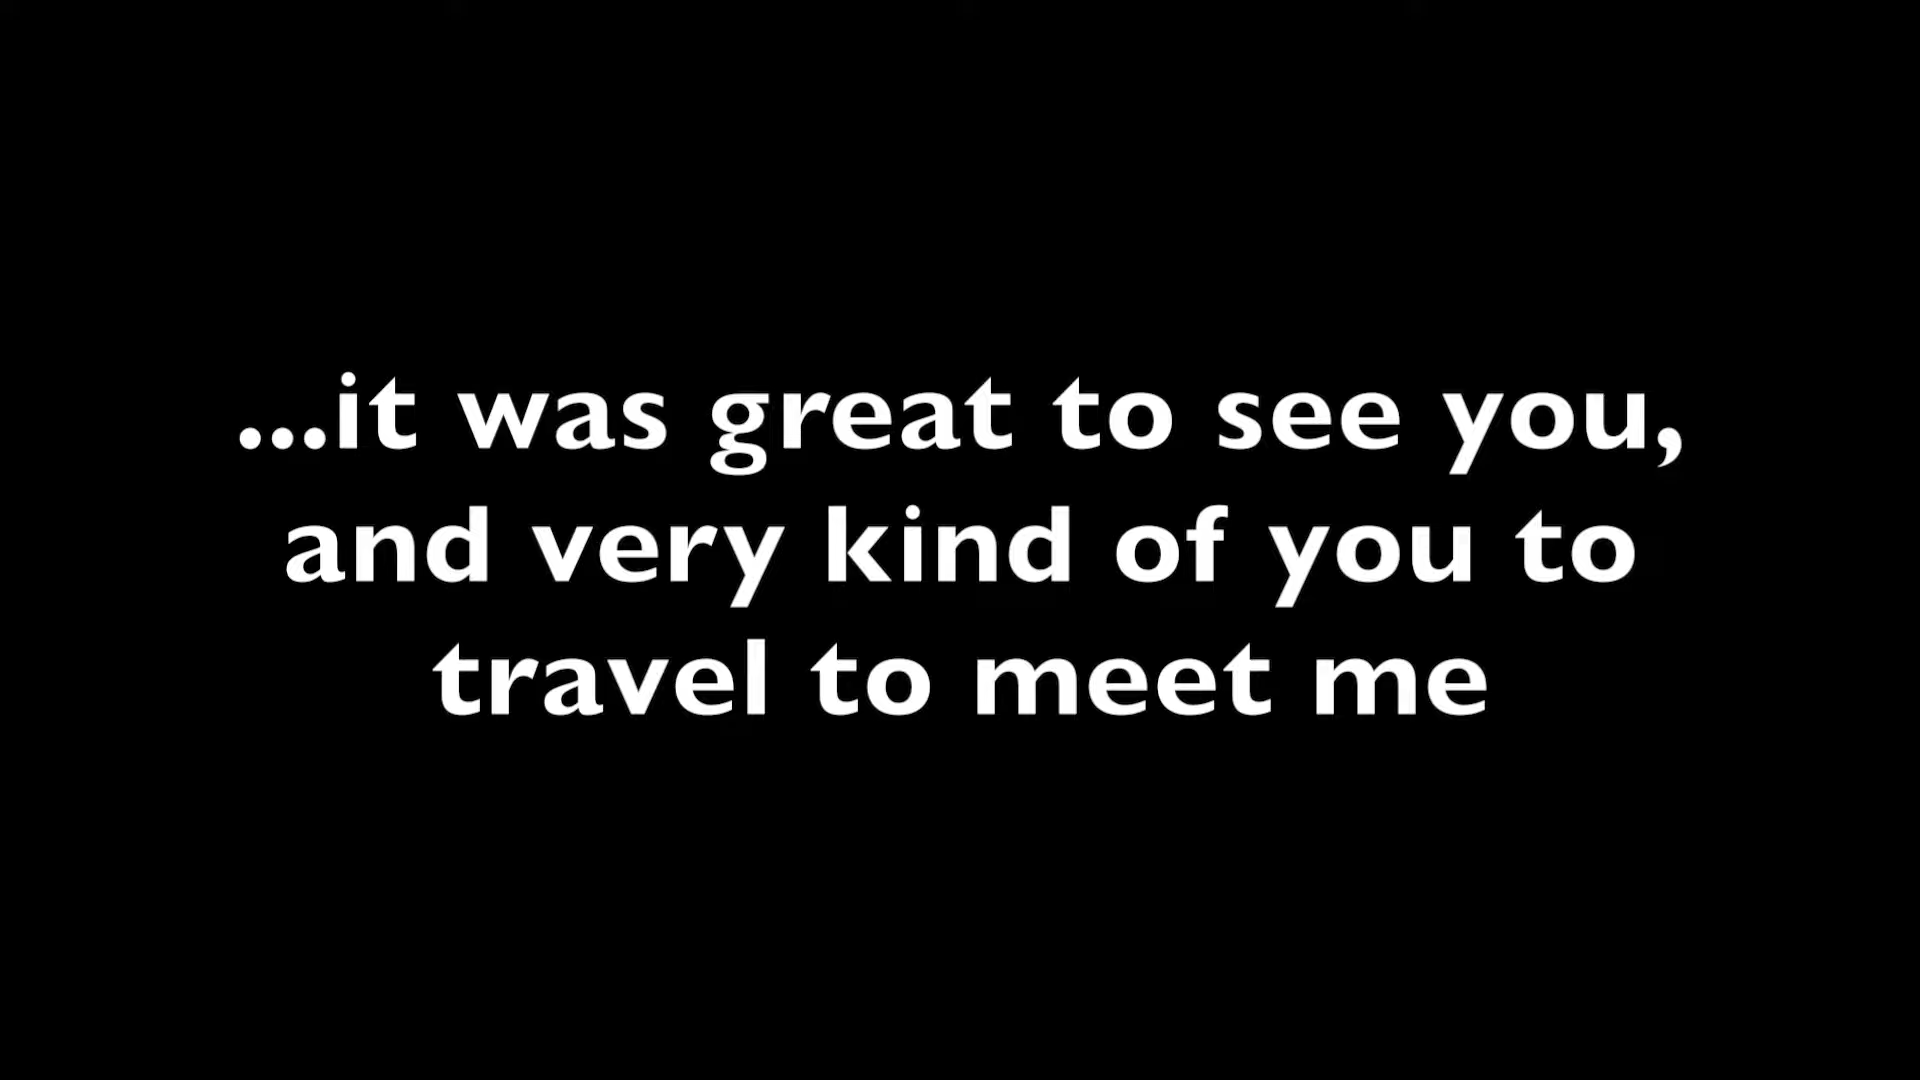 ...it was great to see you,
and very kind of you to
travel to meet me